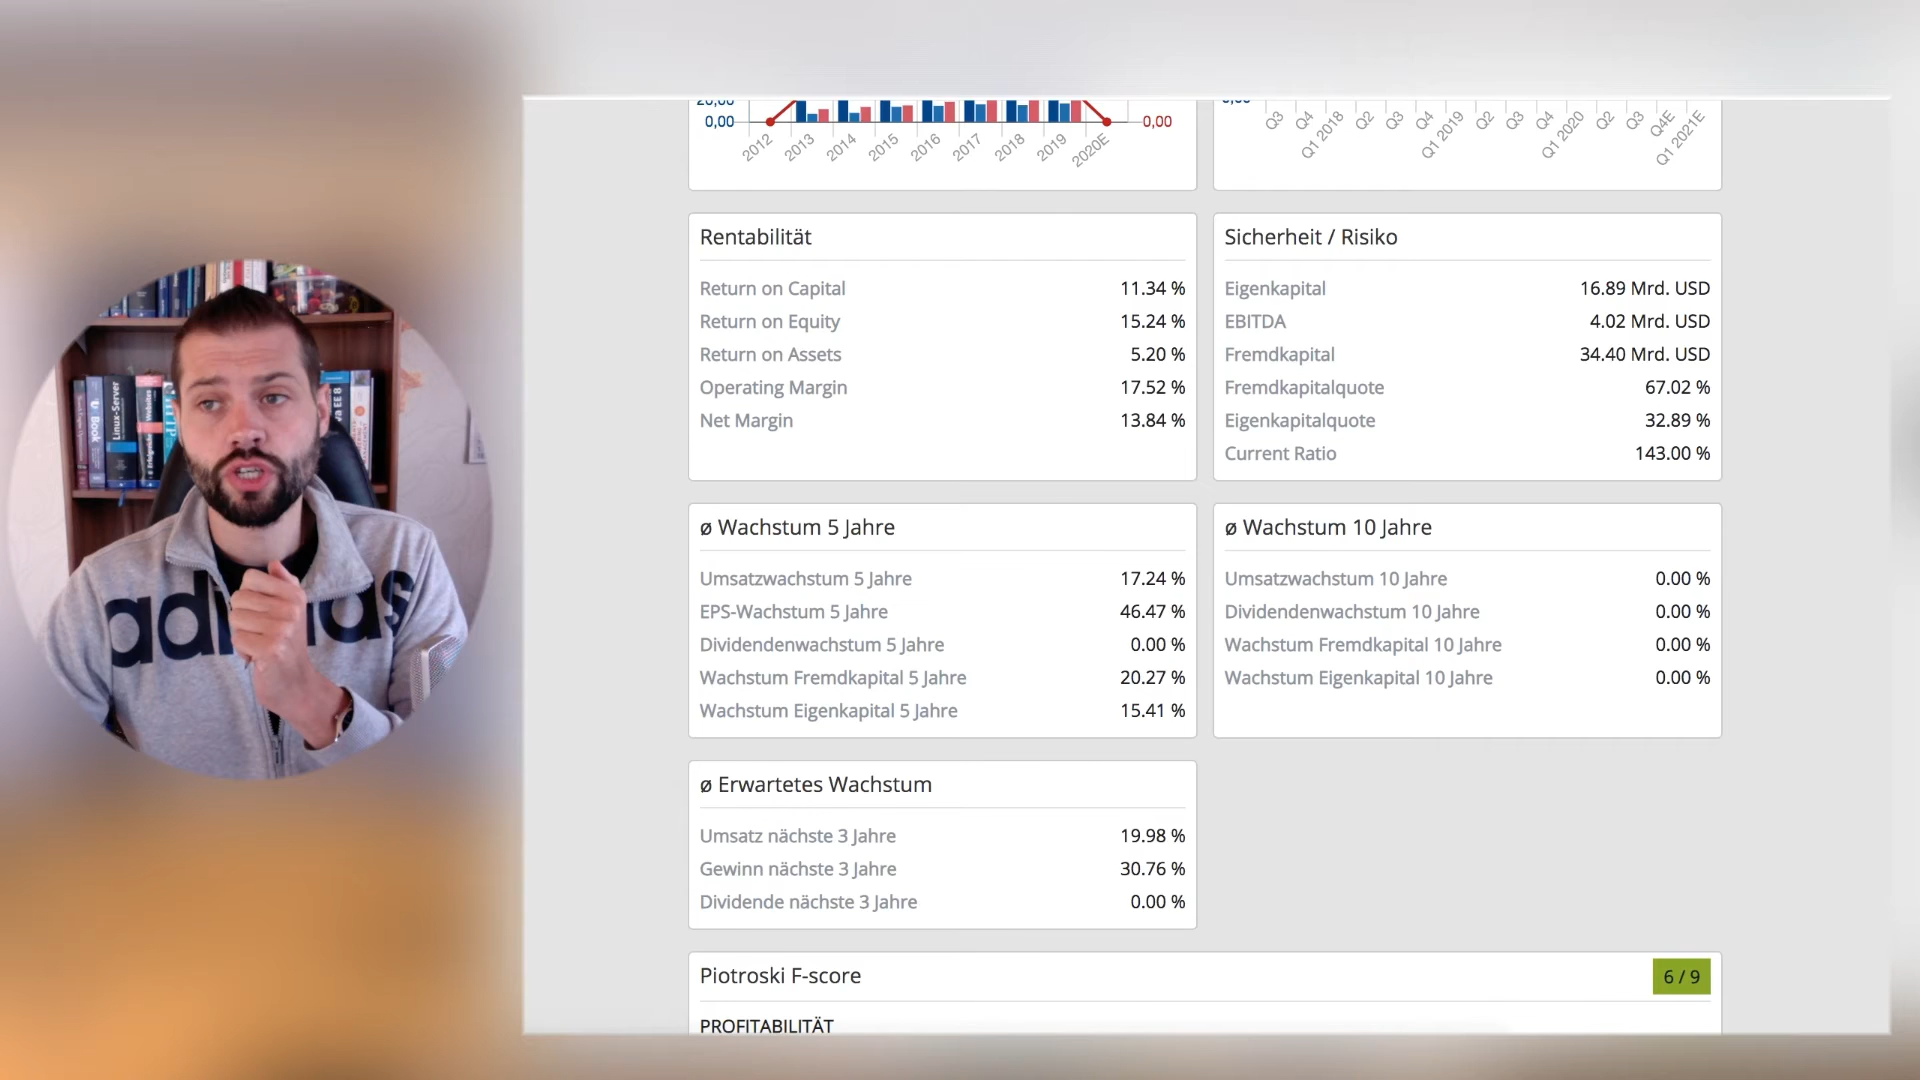 20,00
0,00
0,00
2012
2013
2014
2015
2016
2017
2018
2019
2020E
Q3
Q4
Q1 2018
Q2
Q3
Q4
Q1 2019
Q2
Q3
Q4
Q1 2020
Q2
Q3
Q4E
Q1 2021E
Rentabilität
Return on Capital 11.34 %
Return on Equity 15.24 %
Return on Assets 5.20 %
Operating Margin 17.52 %
Net Margin 13.84 %
Sicherheit / Risiko
Eigenkapital 16.89 Mrd. USD
EBITDA 4.02 Mrd. USD
Fremdkapital 34.40 Mrd. USD
Fremdkapitalquote 67.02 %
Eigenkapitalquote 32.89 %
Current Ratio 143.00 %
ø Wachstum 5 Jahre
Umsatzwachstum 5 Jahre 17.24 %
EPS-Wachstum 5 Jahre 46.47 %
Dividendenwachstum 5 Jahre 0.00 %
Wachstum Fremdkapital 5 Jahre 20.27 %
Wachstum Eigenkapital 5 Jahre 15.41 %
ø Wachstum 10 Jahre
Umsatzwachstum 10 Jahre 0.00 %
Dividendenwachstum 10 Jahre 0.00 %
Wachstum Fremdkapital 10 Jahre 0.00 %
Wachstum Eigenkapital 10 Jahre 0.00 %
ø Erwartetes Wachstum
Umsatz nächste 3 Jahre 19.98 %
Gewinn nächste 3 Jahre 30.76 %
Dividende nächste 3 Jahre 0.00 %
Piotroski F-score 6 / 9
PROFITABILITÄT
Book
Linux-Server
adidas